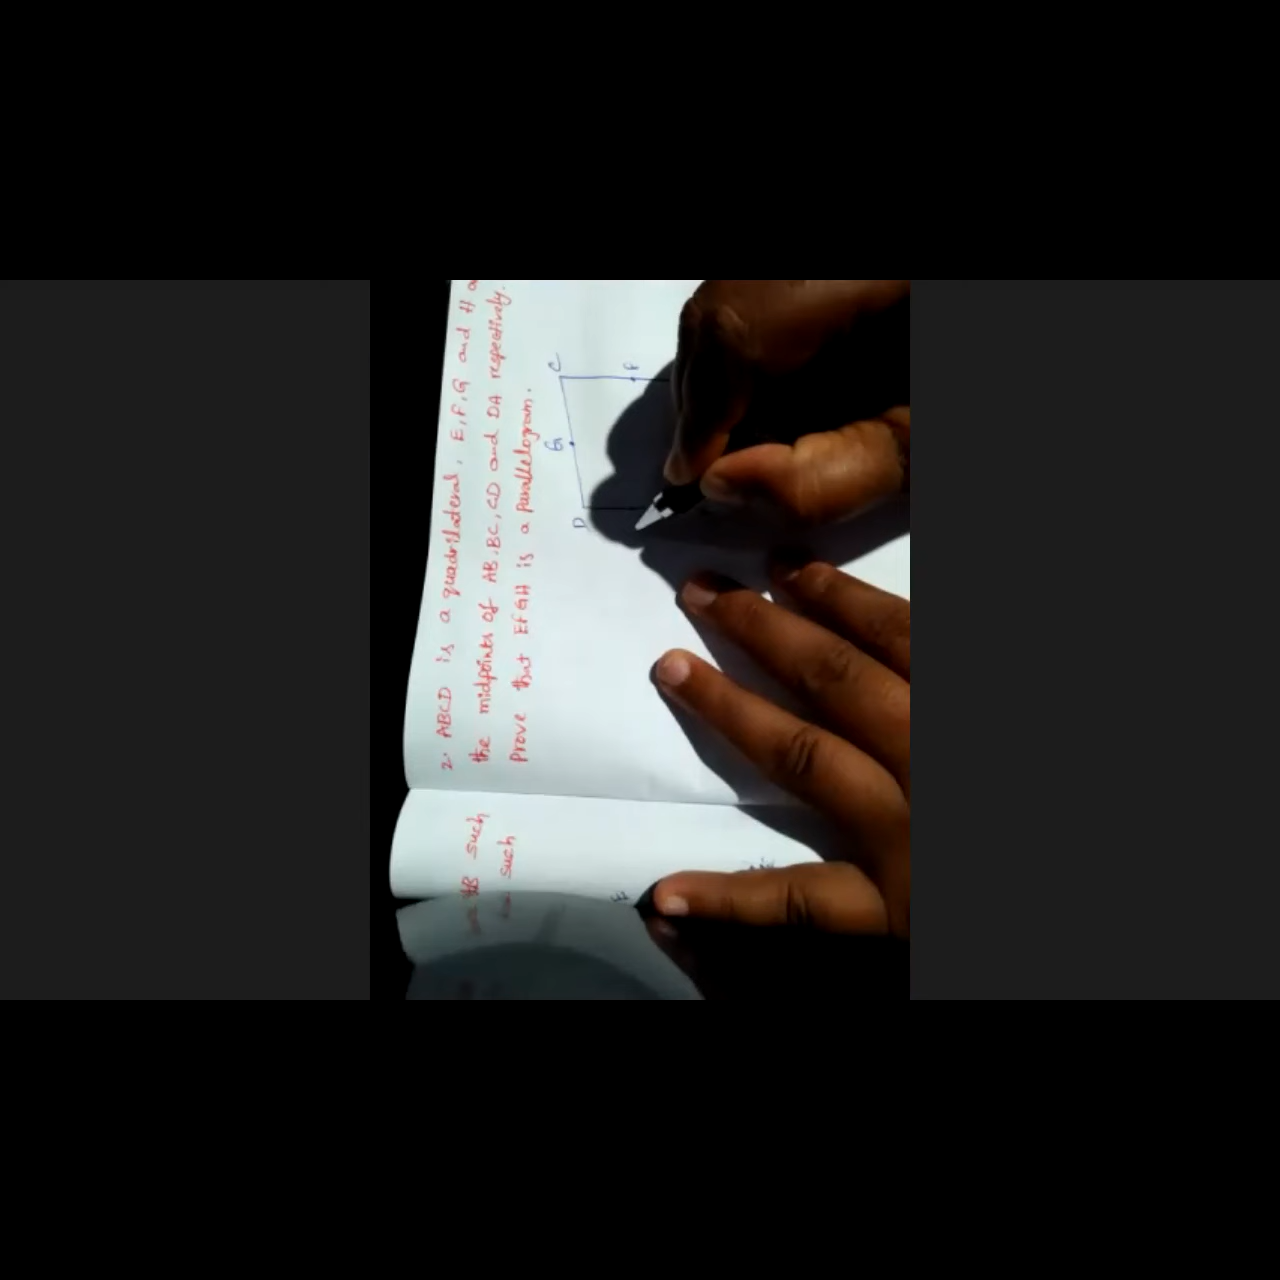 2. ABCD is a quadrilateral, E, F, G and H a
the midpoints of AB, BC, CD and DA respectively.
Prove that EFGH is a parallelogram.
C
F
G
D
HB such
such